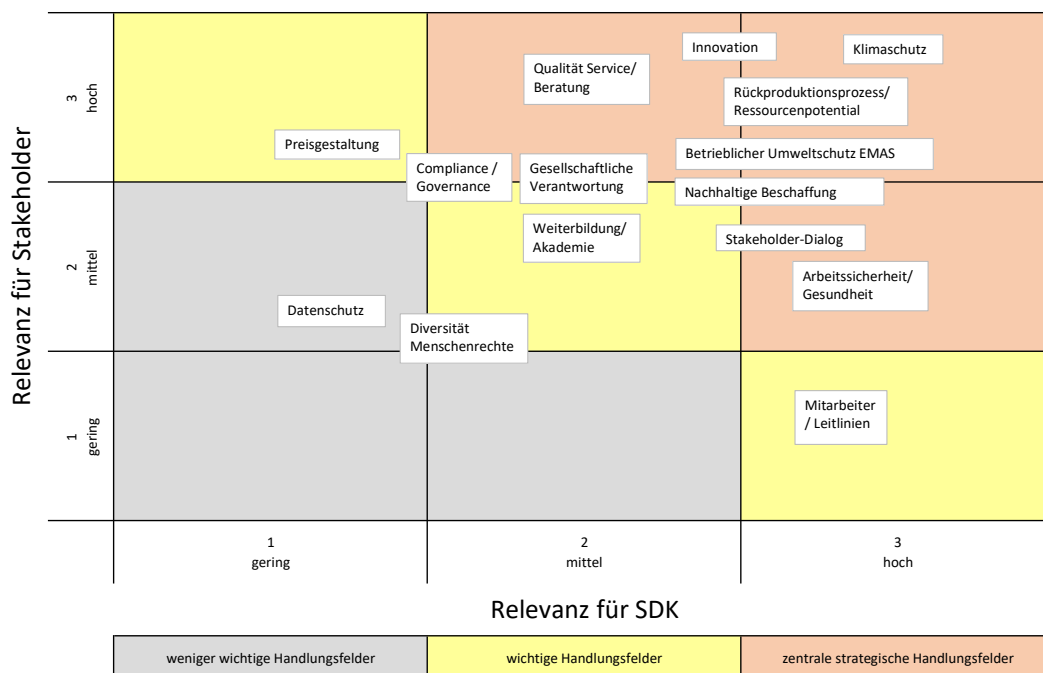 Relevanz für Stakeholder
3
hoch
2
mittel
1
gering
Innovation
Klimaschutz
Qualität Service/
Beratung
Rückproduktionsprozess/
Ressourcenpotential
Preisgestaltung
Betrieblicher Umweltschutz EMAS
Compliance /
Governance
Gesellschaftliche
Verantwortung
Nachhaltige Beschaffung
Weiterbildung/
Akademie
Stakeholder-Dialog
Arbeitssicherheit/
Gesundheit
Datenschutz
Diversität
Menschenrechte
Mitarbeiter
/ Leitlinien
1
gering
2
mittel
3
hoch
Relevanz für SDK
weniger wichtige Handlungsfelder
wichtige Handlungsfelder
zentrale strategische Handlungsfelder